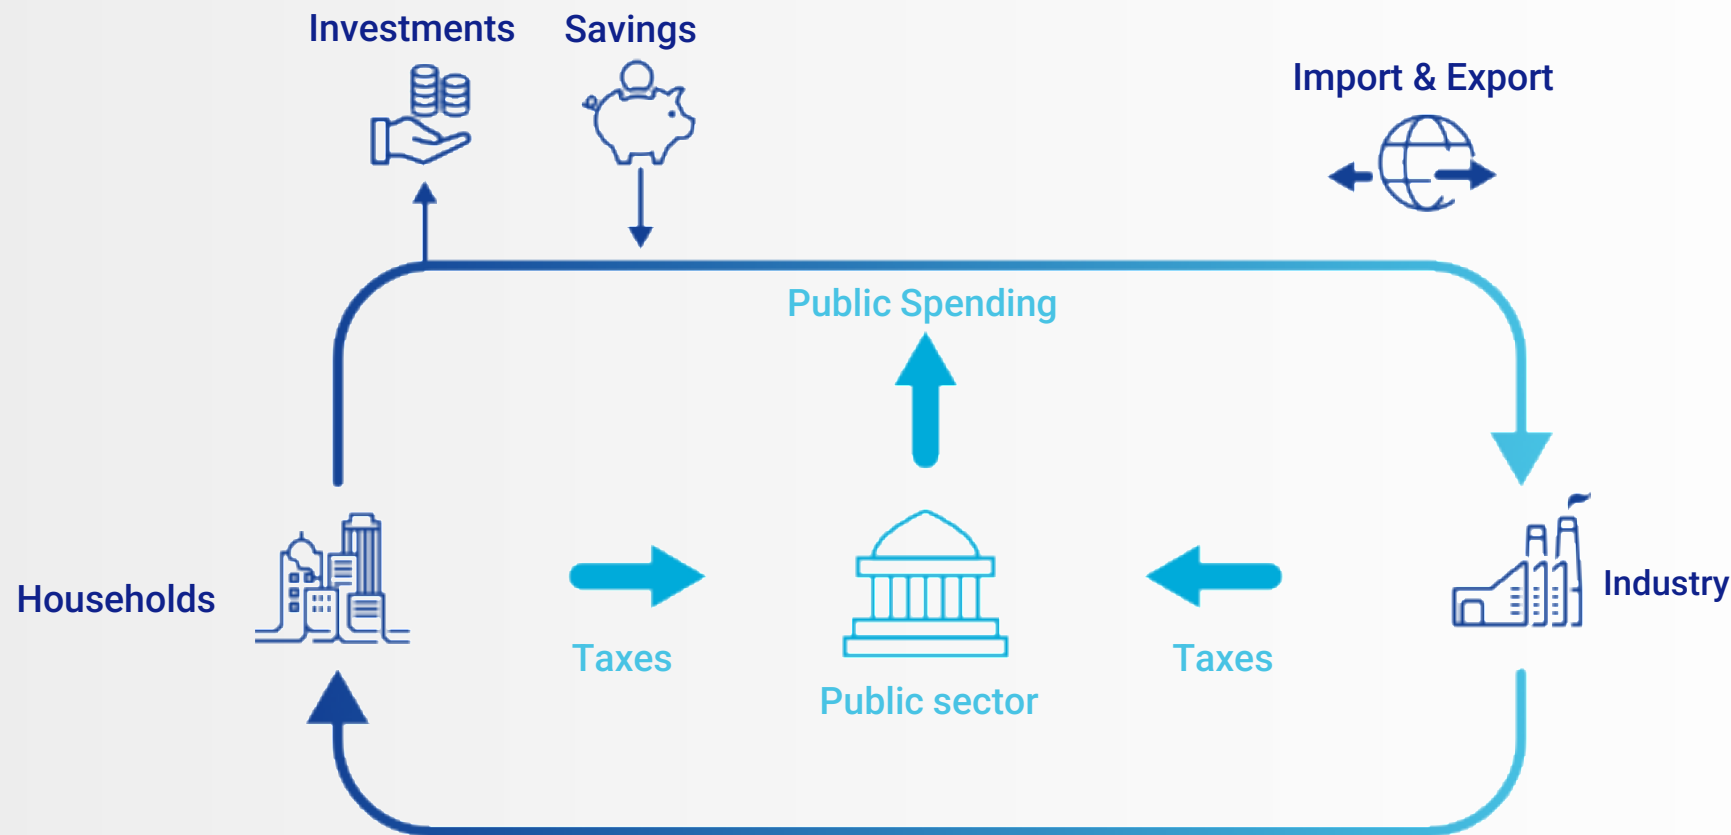 Investments
Savings
Import & Export
Public Spending
Households
Industry
Taxes
Taxes
Public sector